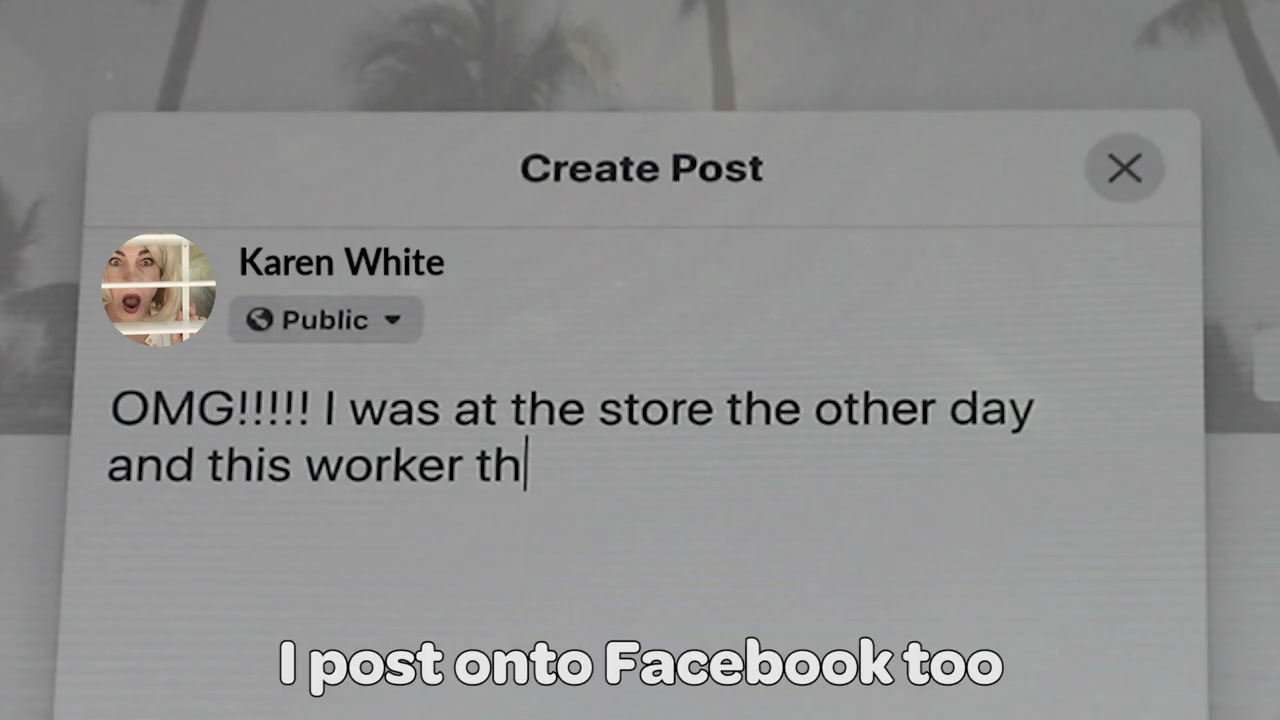 Create Post
Karen White
Public
OMG!!!!! I was at the store the other day
and this worker th
I post onto Facebook too